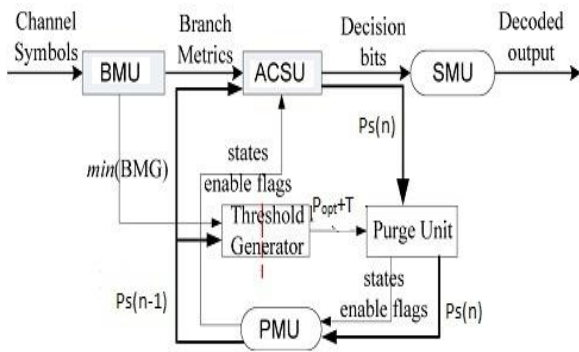 Channel
Symbols
BMU
Branch
Metrics
ACSU
Decision
bits
SMU
Decoded
output
Ps(n)
min(BMG)
states
enable flags
Threshold
Generator
Popt+T
Purge Unit
states
enable flags
Ps(n)
Ps(n-1)
PMU